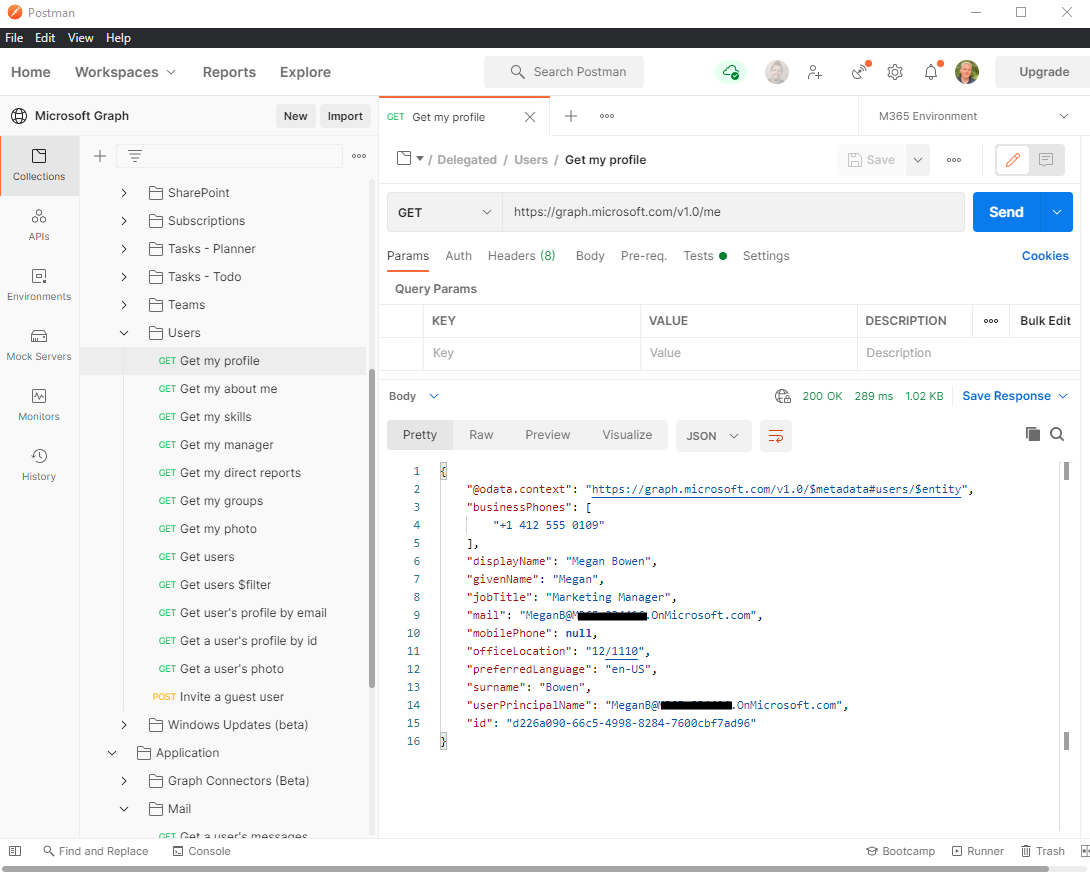 Postman
File Edit View Help
Home Workspaces Reports Explore Search Postman Upgrade
Microsoft Graph New Import
GET Get my profile
M365 Environment
Collections
APIs
Environments
Mock Servers
Monitors
History
SharePoint
Subscriptions
Tasks - Planner
Tasks - Todo
Teams
Users
GET Get my profile
GET Get my about me
GET Get my skills
GET Get my manager
GET Get my direct reports
GET Get my groups
GET Get my photo
GET Get users
GET Get users $filter
GET Get user's profile by email
GET Get a user's profile by id
GET Get a user's photo
POST Invite a guest user
Windows Updates (beta)
Application
Graph Connectors (Beta)
Mail
GET Get a user's messages
/ Delegated / Users / Get my profile
Save
GET https://graph.microsoft.com/v1.0/me Send
Params Auth Headers (8) Body Pre-req. Tests Settings Cookies
Query Params
KEY VALUE DESCRIPTION Bulk Edit
Key Value Description
Body 200 OK 289 ms 1.02 KB Save Response
Pretty Raw Preview Visualize JSON
1 {
2 "@odata.context": "https://graph.microsoft.com/v1.0/$metadata#users/$entity",
3 "businessPhones": [
4 "+1 412 555 0109"
5 ],
6 "displayName": "Megan Bowen",
7 "givenName": "Megan",
8 "jobTitle": "Marketing Manager",
9 "mail": "MeganB@ .OnMicrosoft.com",
10 "mobilePhone": null,
11 "officeLocation": "12/1110",
12 "preferredLanguage": "en-US",
13 "surname": "Bowen",
14 "userPrincipalName": "MeganB@ .OnMicrosoft.com",
15 "id": "d226a090-66c5-4998-8284-7600cbf7ad96"
16 }
Find and Replace Console Bootcamp Runner Trash